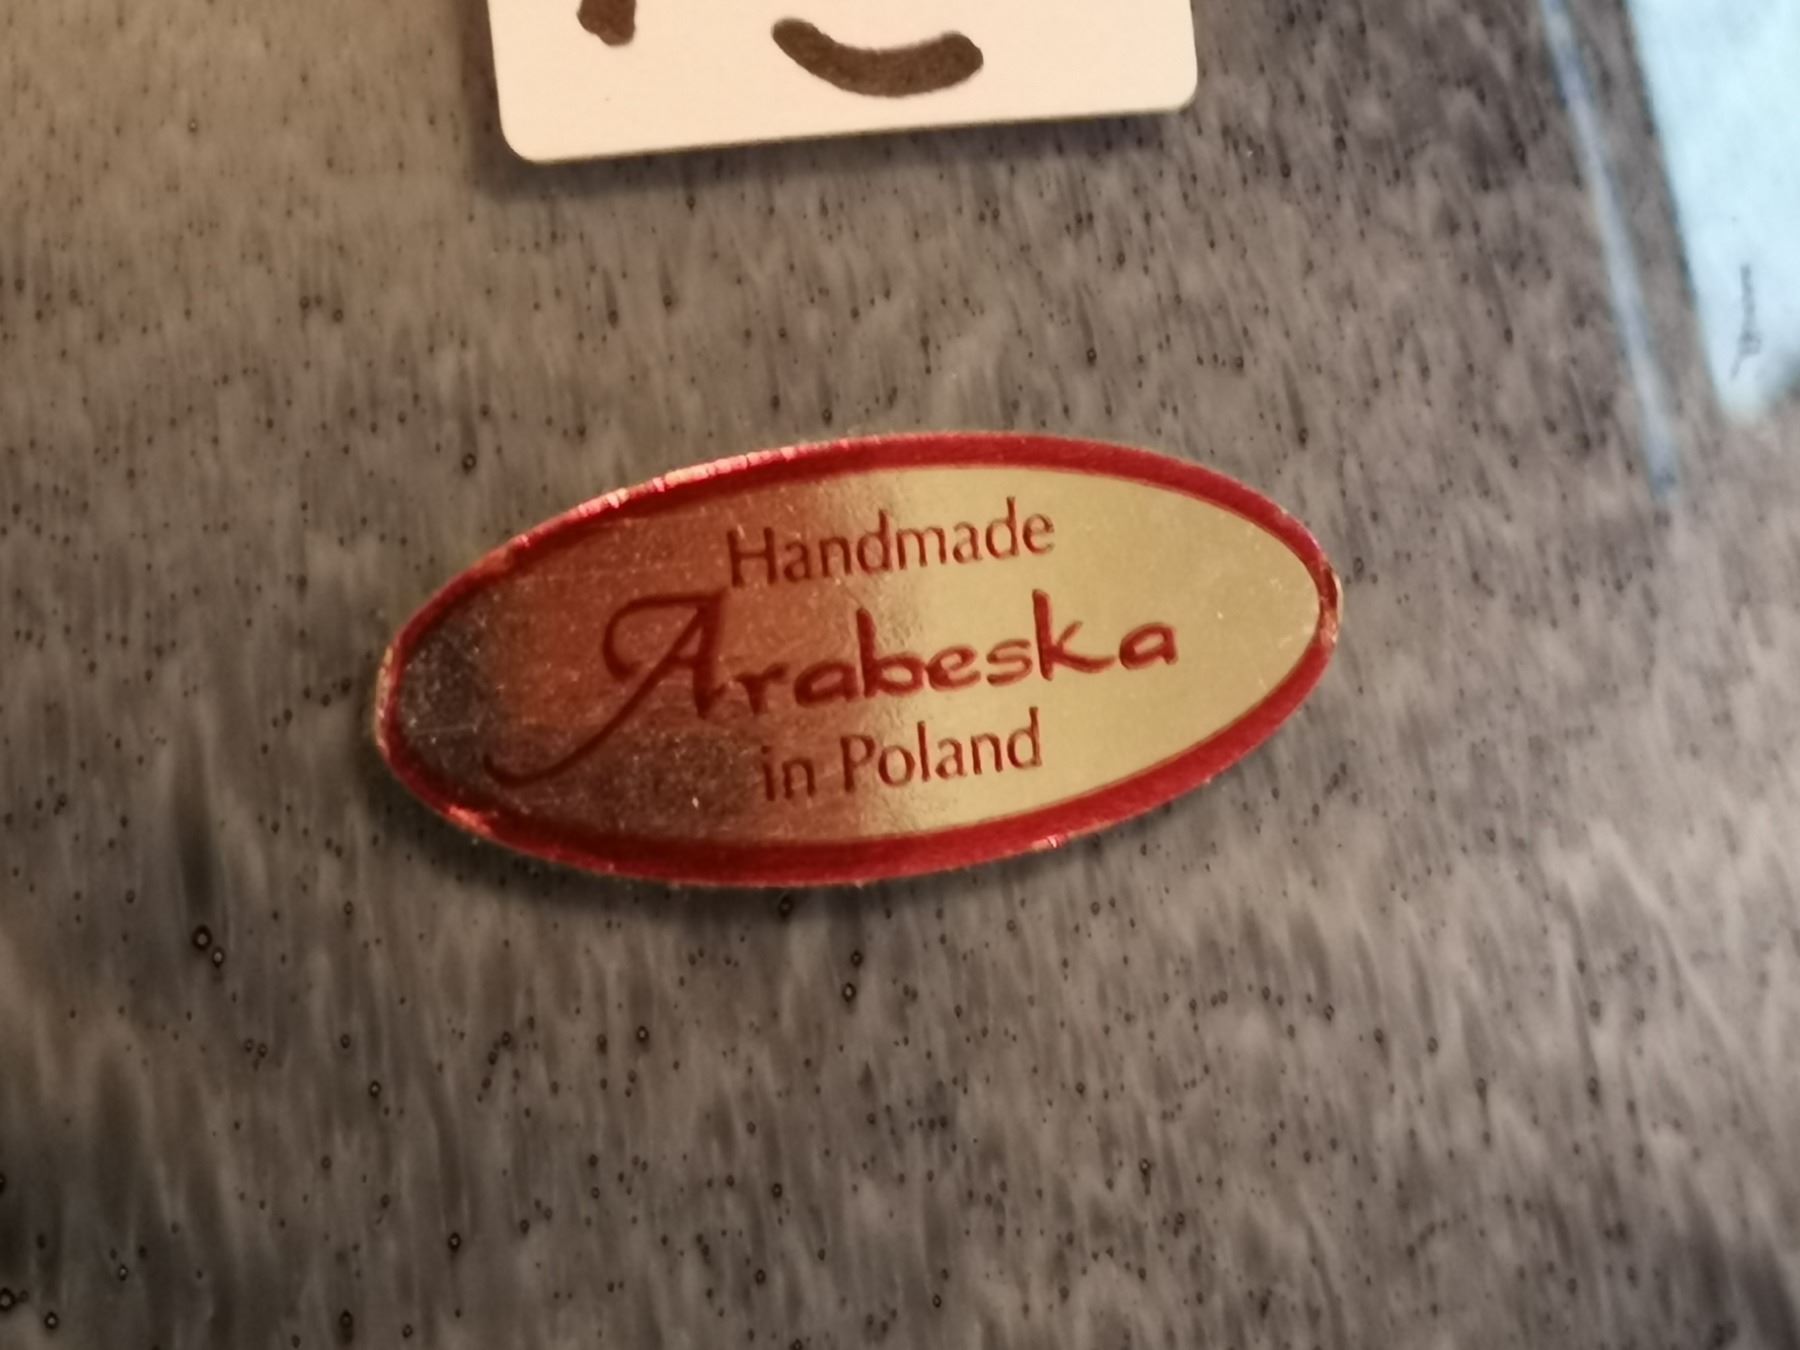 Handmade
Arabeska
in Poland